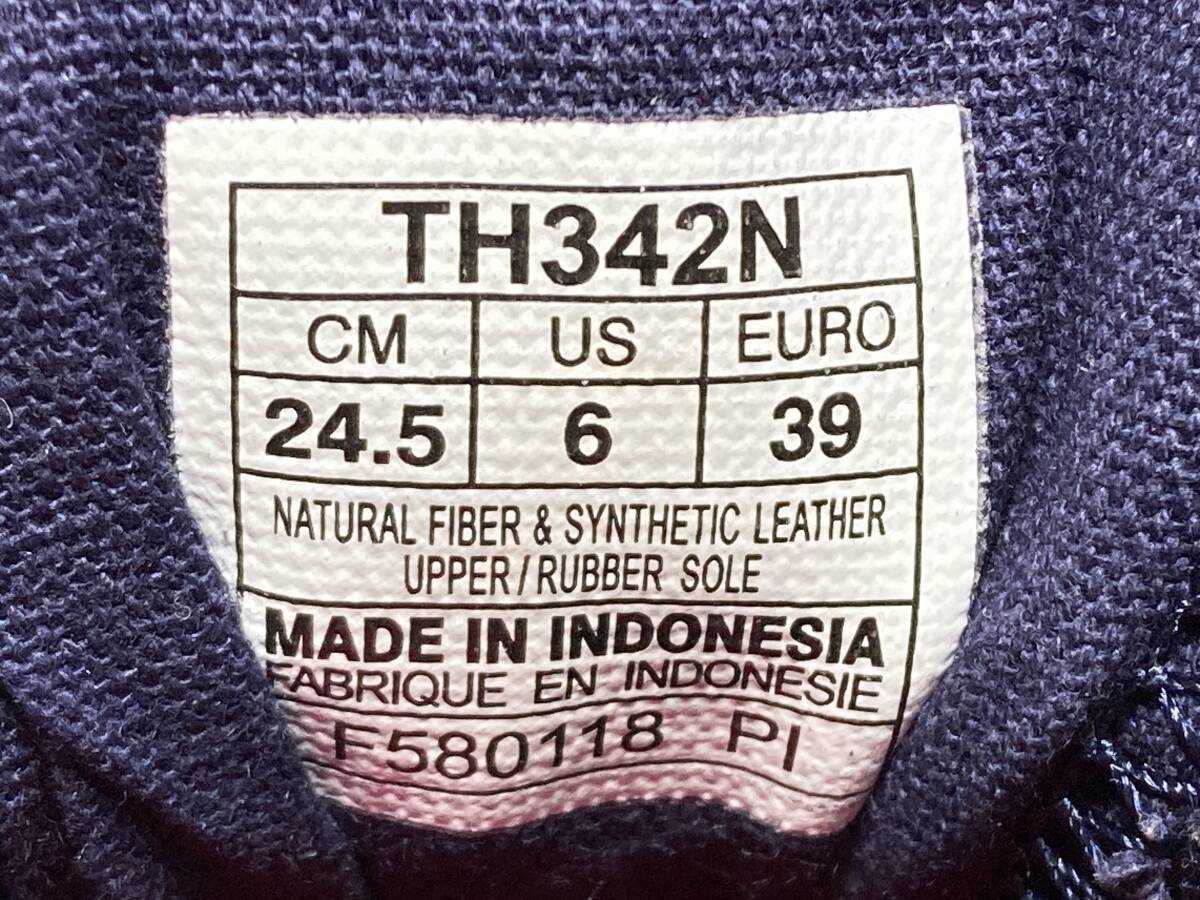 TH342N
CM US EURO
24.5 6 39
NATURAL FIBER & SYNTHETIC LEATHER
UPPER / RUBBER SOLE
MADE IN INDONESIA
FABRIQUE EN INDONESIE
F580118 PI